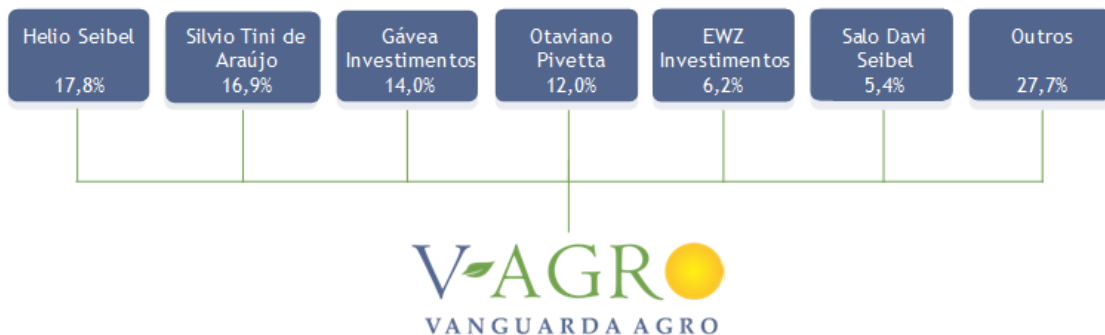 Helio Seibel
17,8%
Silvio Tini de
Araújo
16,9%
Gávea
Investimentos
14,0%
Otaviano
Pivetta
12,0%
EWZ
Investimentos
6,2%
Salo Davi
Seibel
5,4%
Outros
27,7%
V-AGRO
VANGUARDA AGRO